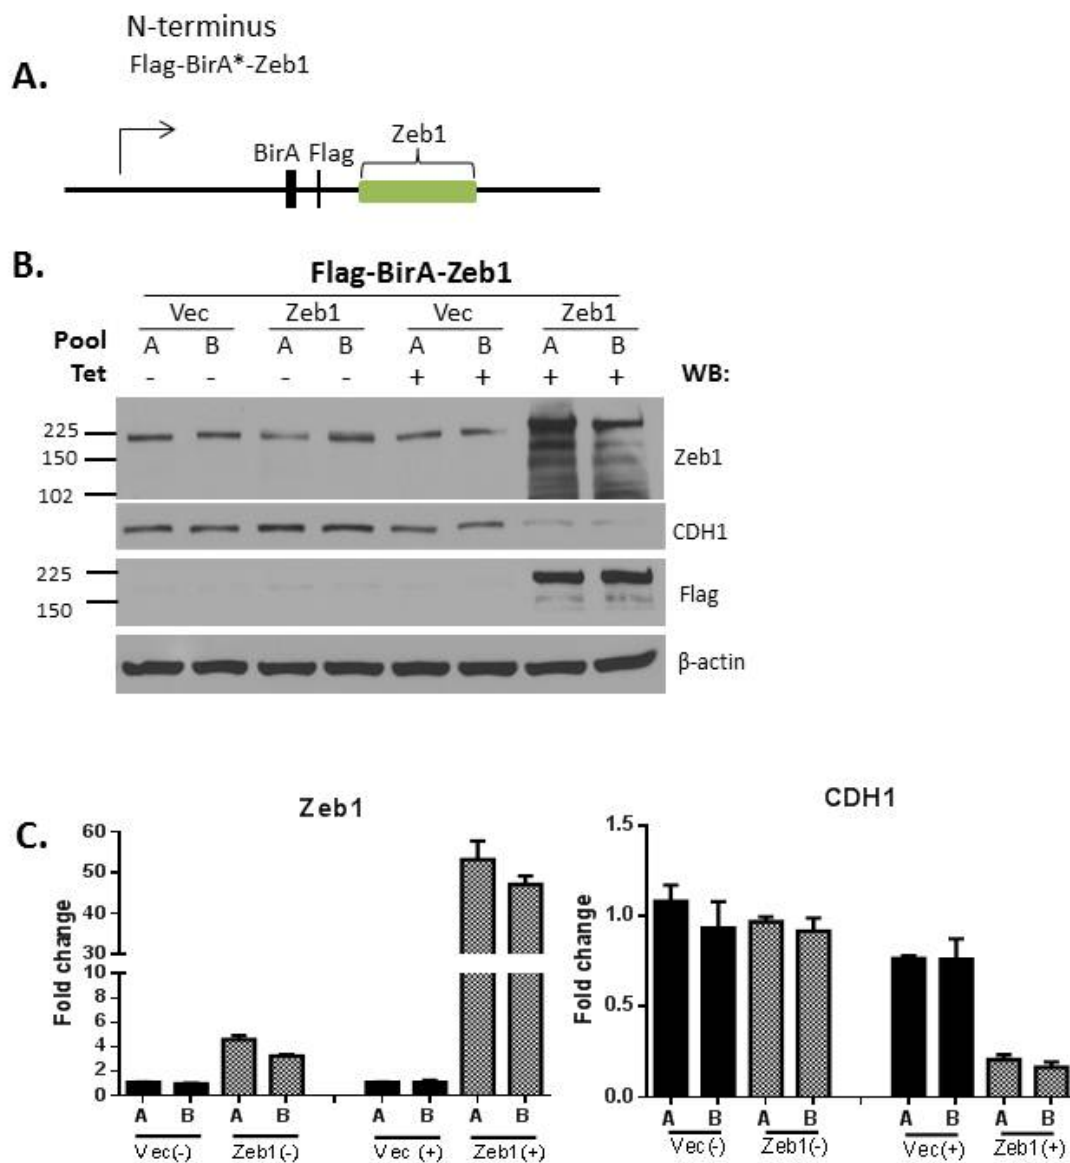 N-terminus
Flag-BirA*-Zeb1
A.
BirA Flag Zeb1
B.
Flag-BirA-Zeb1
Vec Zeb1 Vec Zeb1
Pool A B A B A B A B
Tet - - - - + + + + WB:
225
150
102
Zeb1
CDH1
225
150
Flag
β-actin
C.
Zeb1
Fold change
60
50
40
30
10
8
6
4
2
0
A B A B A B A B
Vec(-) Zeb1(-) Vec (+) Zeb1(+)
CDH1
Fold change
1.5
1.0
0.5
0.0
A B A B A B A B
Vec(-) Zeb1(-) Vec(+) Zeb1(+)